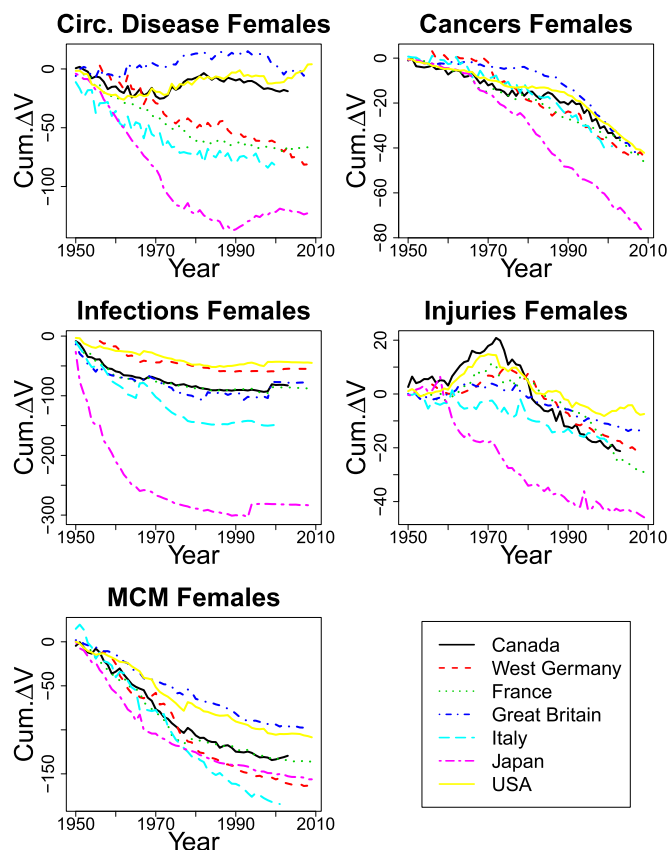 Circ. Disease Females
Cum.ΔV
0
-50
-100
1950
1970
1990
2010
Year
Cancers Females
Cum.ΔV
0
-20
-40
-60
-80
1950
1970
1990
2010
Year
Infections Females
Cum.ΔV
0
-100
-200
-300
1950
1970
1990
2010
Year
Injuries Females
Cum.ΔV
20
0
-20
-40
1950
1970
1990
2010
Year
MCM Females
Cum.ΔV
0
-50
-150
1950
1970
1990
2010
Year
Canada
West Germany
France
Great Britain
Italy
Japan
USA